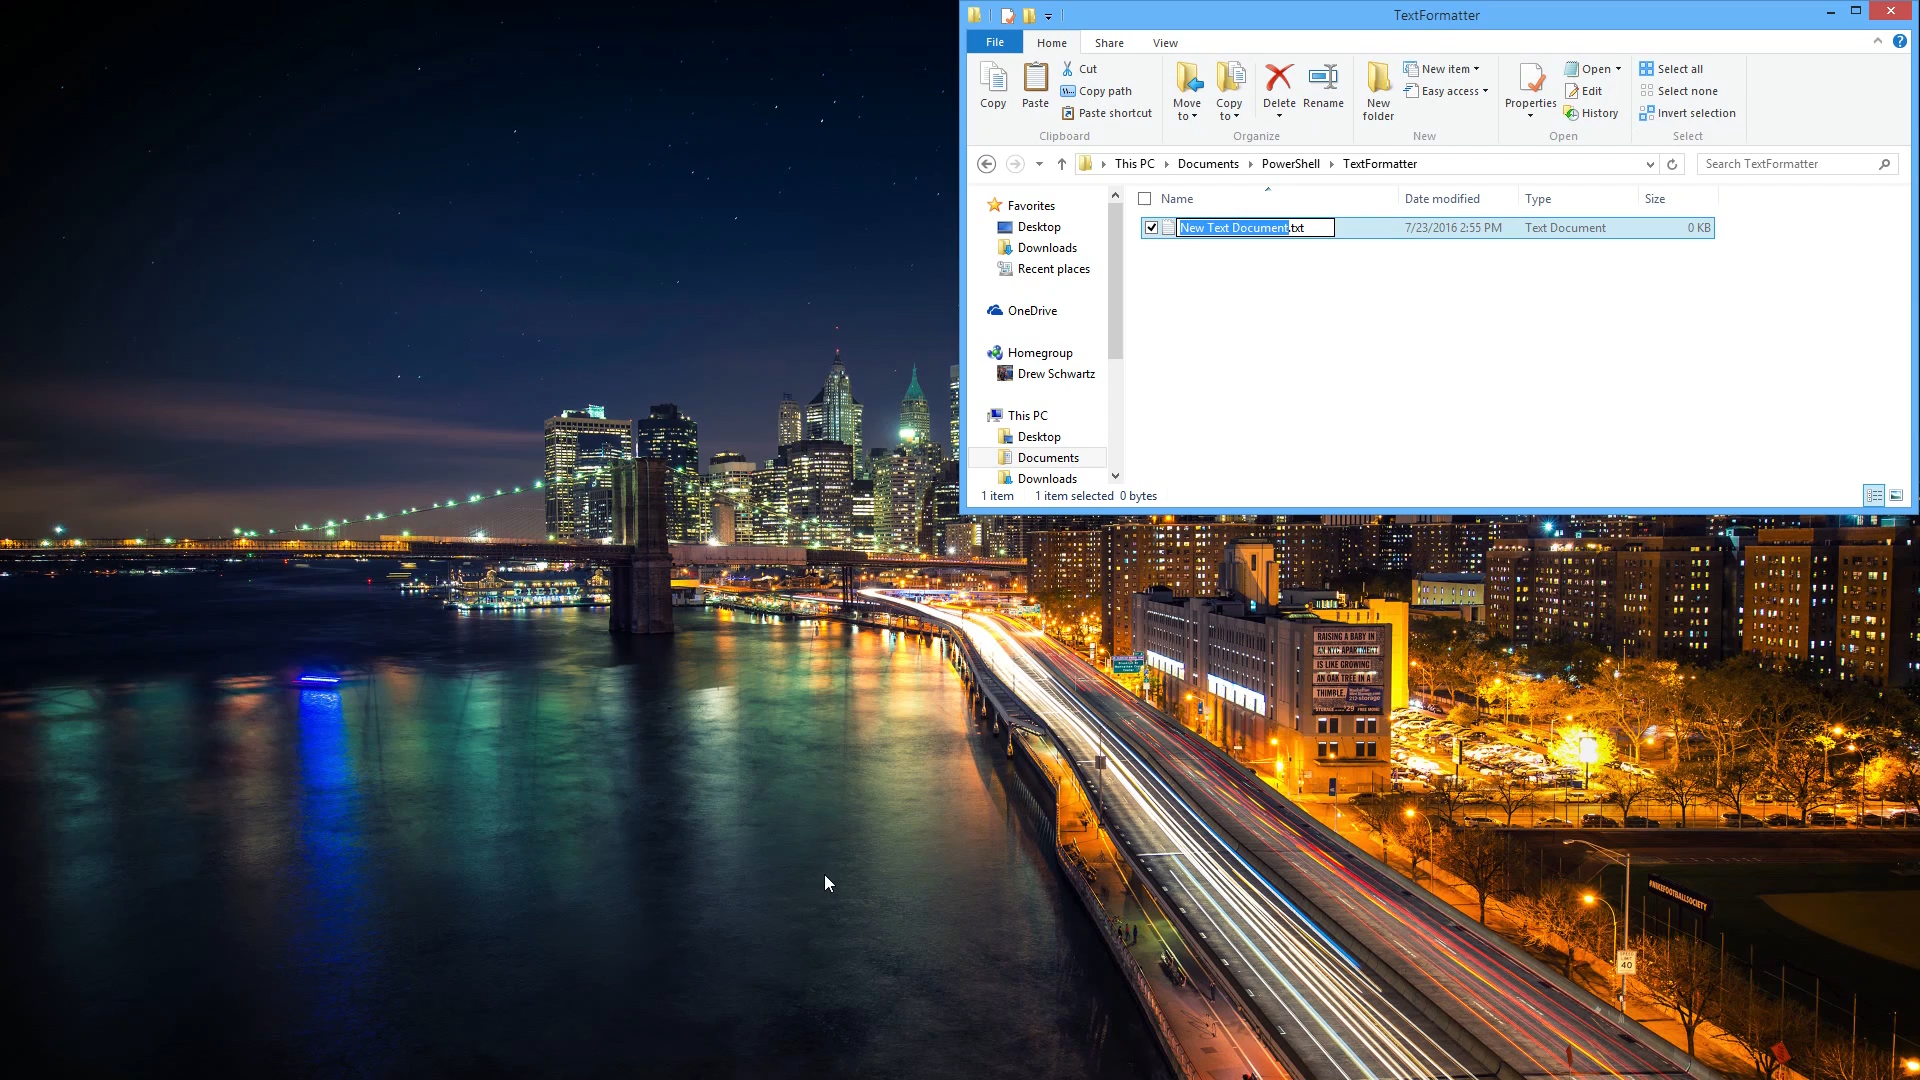 TextFormatter
File
Home
Share
View
Copy
Paste
Cut
Copy path
Paste shortcut
Clipboard
Move to
Copy to
Delete
Rename
Organize
New folder
New item
Easy access
New
Properties
Open
Edit
History
Open
Select all
Select none
Invert selection
Select
This PC
Documents
PowerShell
TextFormatter
Search TextFormatter
Favorites
Desktop
Downloads
Recent places
OneDrive
Homegroup
Drew Schwartz
This PC
Desktop
Documents
Downloads
Name
Date modified
Type
Size
New Text Document.txt
7/23/2016 2:55 PM
Text Document
0 KB
1 item
1 item selected 0 bytes
PIER 17
RAISING A BABY IN
AN NYC APARTMENT
IS LIKE GROWING
AN OAK TREE IN A
THIMBLE.
#NIKEFOOTBALLSOCIETY
40